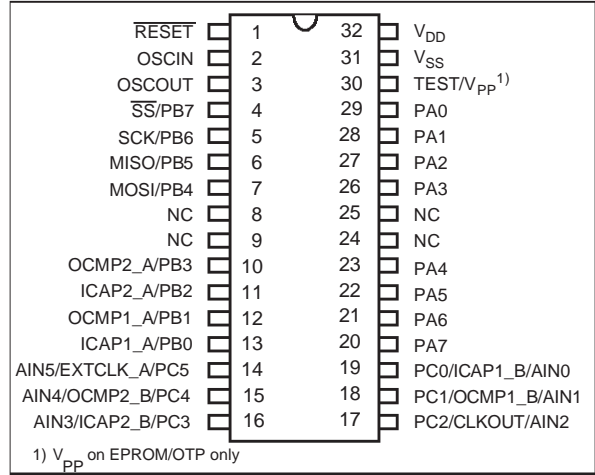 RESET 1 32 VDD
OSCIN 2 31 VSS
OSCOUT 3 30 TEST/VPP1)
SS/PB7 4 29 PA0
SCK/PB6 5 28 PA1
MISO/PB5 6 27 PA2
MOSI/PB4 7 26 PA3
NC 8 25 NC
NC 9 24 NC
OCMP2_A/PB3 10 23 PA4
ICAP2_A/PB2 11 22 PA5
OCMP1_A/PB1 12 21 PA6
ICAP1_A/PB0 13 20 PA7
AIN5/EXTCLK_A/PC5 14 19 PC0/ICAP1_B/AIN0
AIN4/OCMP2_B/PC4 15 18 PC1/OCMP1_B/AIN1
AIN3/ICAP2_B/PC3 16 17 PC2/CLKOUT/AIN2
1) VPP on EPROM/OTP only